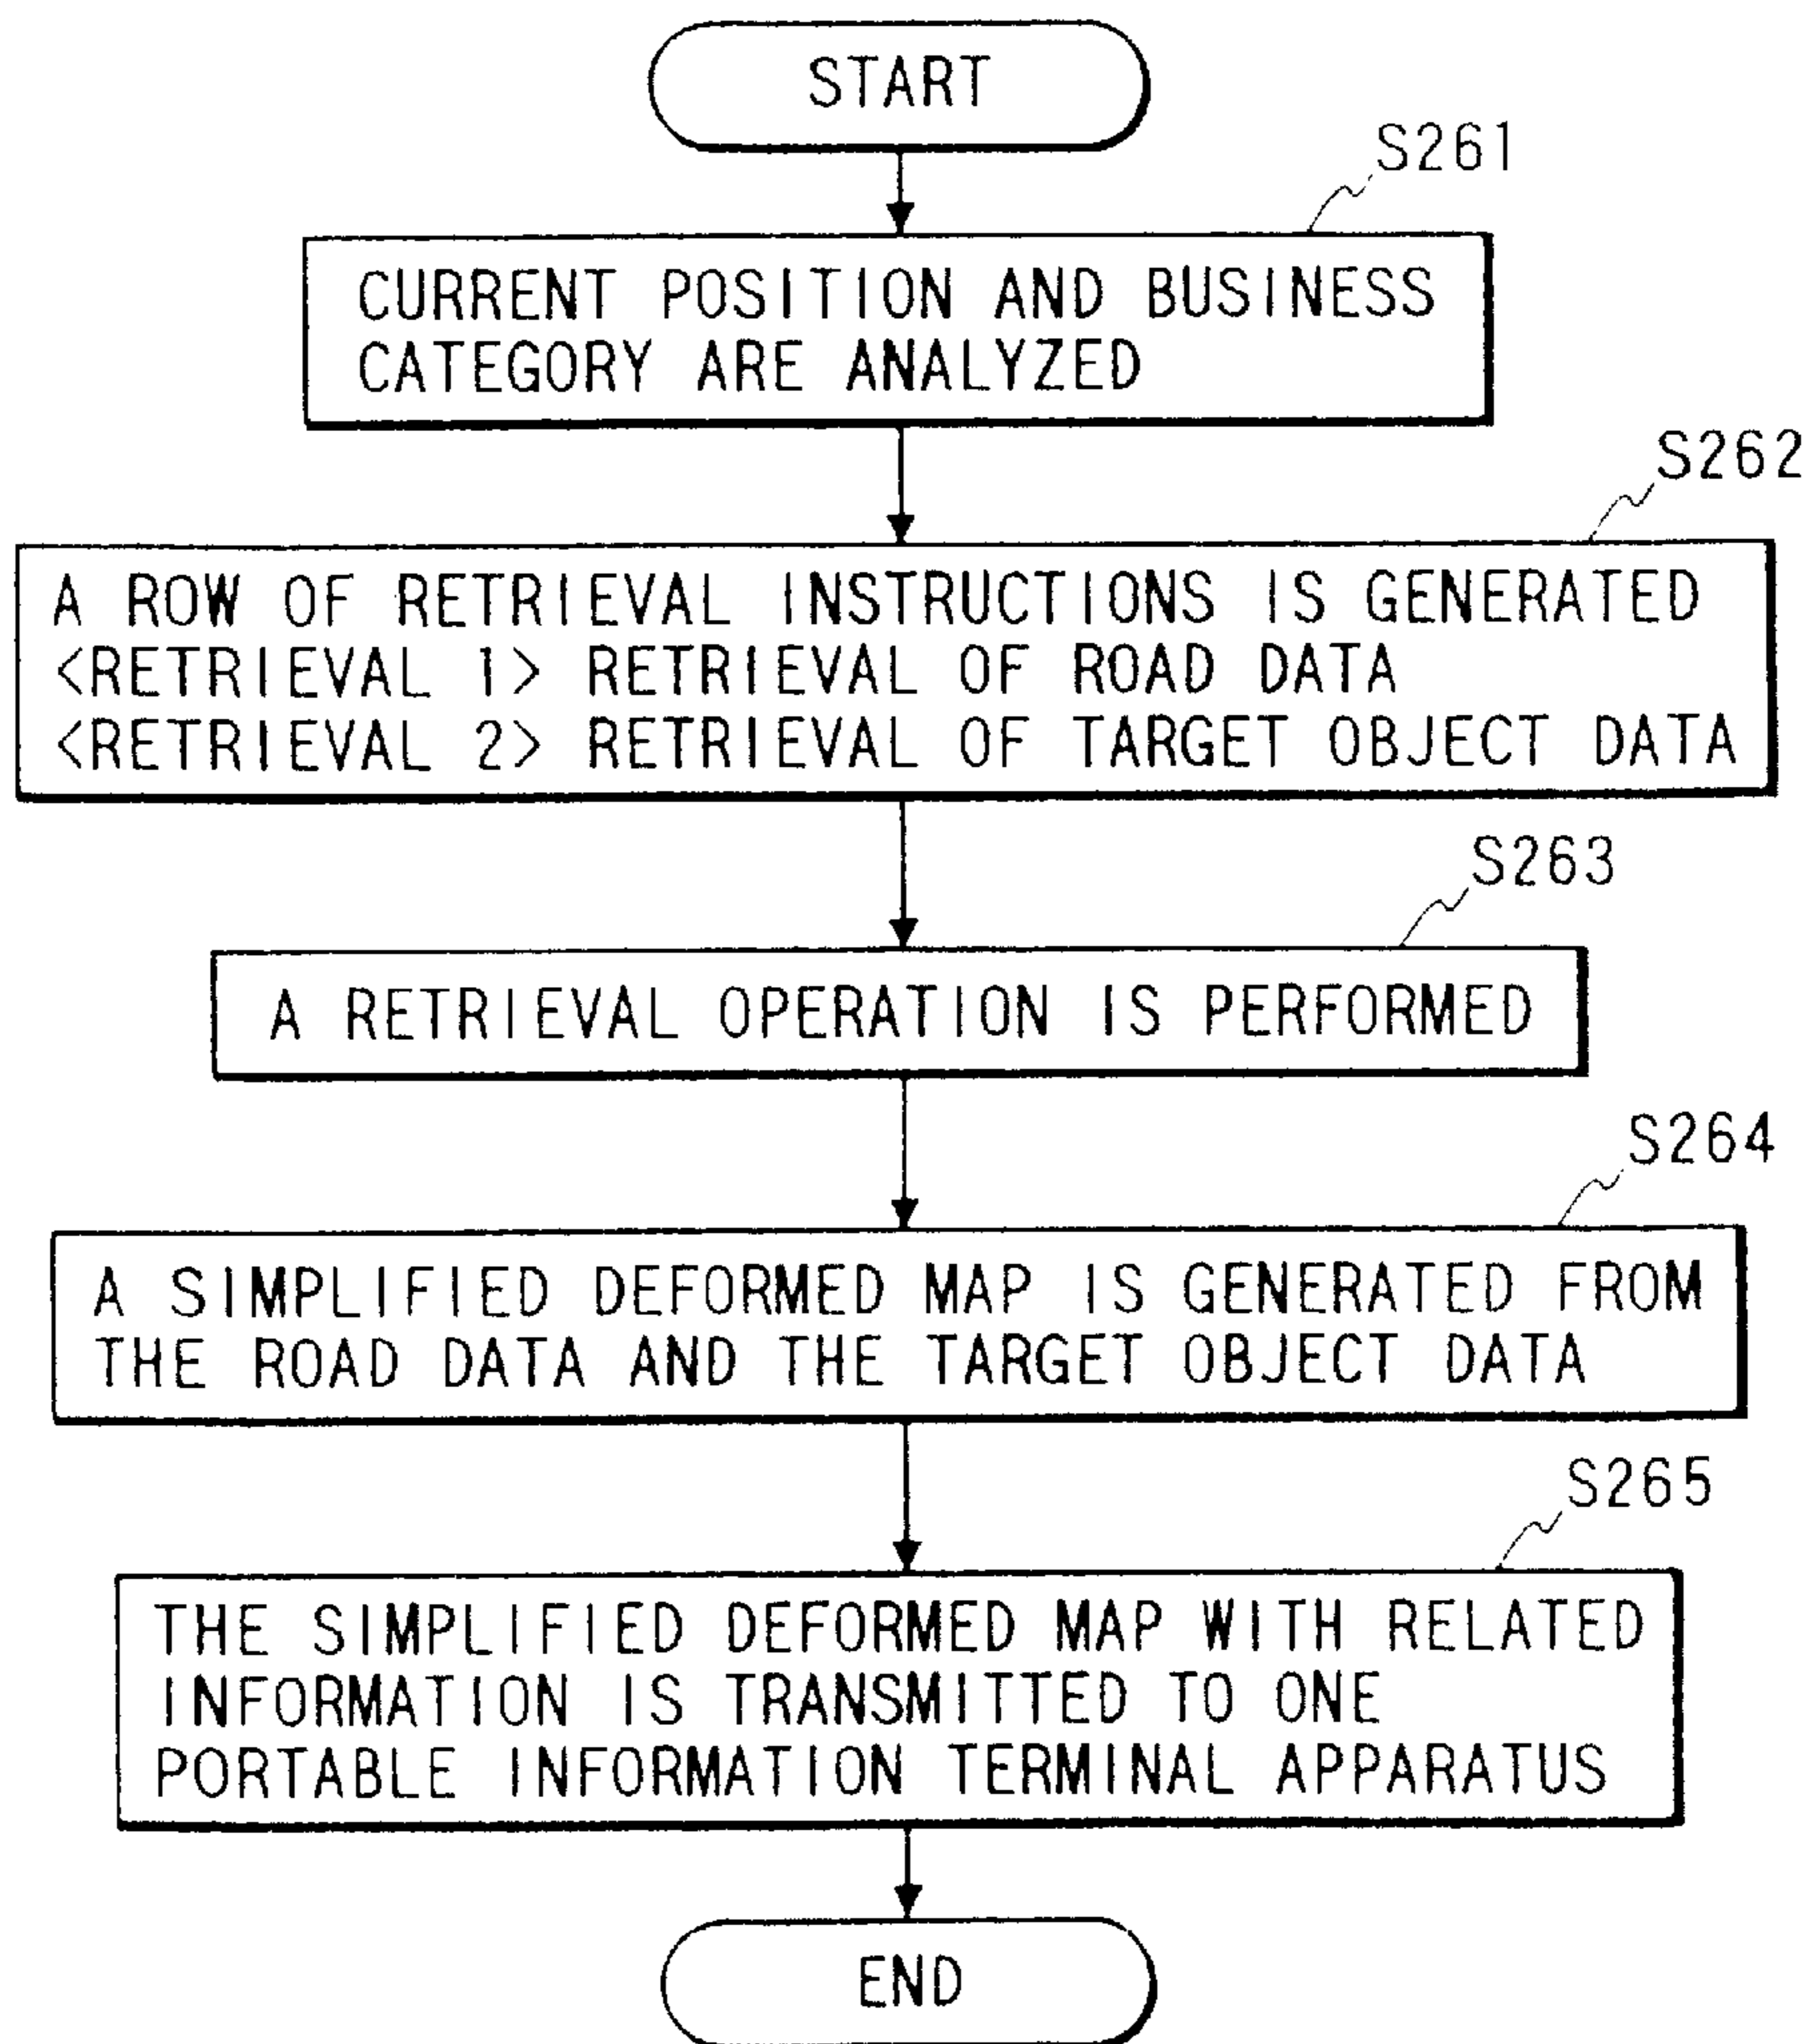 START
S261
CURRENT POSITION AND BUSINESS
CATEGORY ARE ANALYZED
S262
A ROW OF RETRIEVAL INSTRUCTIONS IS GENERATED
<RETRIEVAL 1> RETRIEVAL OF ROAD DATA
<RETRIEVAL 2> RETRIEVAL OF TARGET OBJECT DATA
S263
A RETRIEVAL OPERATION IS PERFORMED
S264
A SIMPLIFIED DEFORMED MAP IS GENERATED FROM
THE ROAD DATA AND THE TARGET OBJECT DATA
S265
THE SIMPLIFIED DEFORMED MAP WITH RELATED
INFORMATION IS TRANSMITTED TO ONE
PORTABLE INFORMATION TERMINAL APPARATUS
END